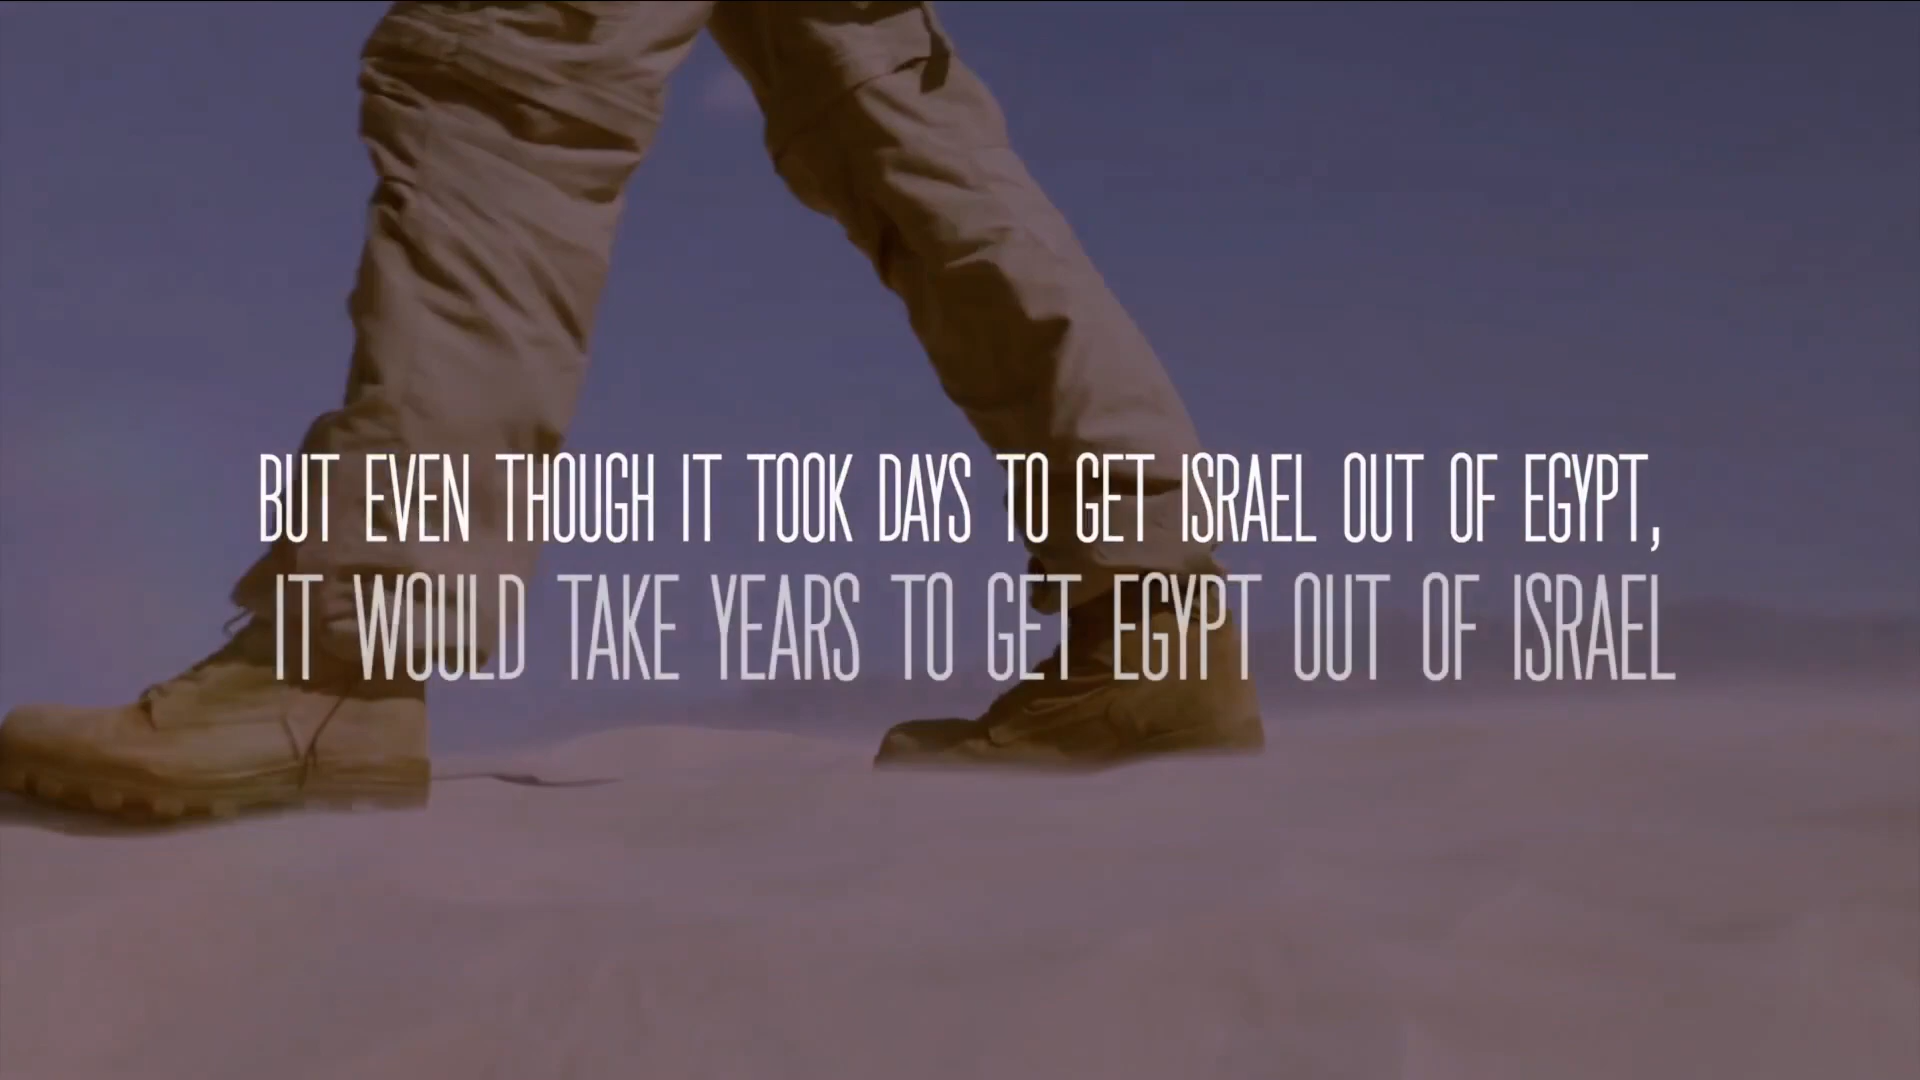 BUT EVEN THOUGH IT TOOK DAYS TO GET ISRAEL OUT OF EGYPT,
IT WOULD TAKE YEARS TO GET EGYPT OUT OF ISRAEL